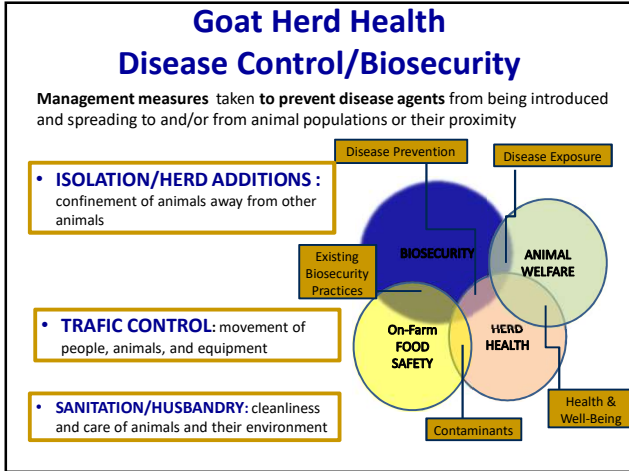 Goat Herd Health
Disease Control/Biosecurity
Management measures taken to prevent disease agents from being introduced
and spreading to and/or from animal populations or their proximity
• ISOLATION/HERD ADDITIONS :
confinement of animals away from other
animals
• TRAFIC CONTROL: movement of
people, animals, and equipment
• SANITATION/HUSBANDRY: cleanliness
and care of animals and their environment
Disease Prevention
Disease Exposure
BIOSECURITY
ANIMAL
WELFARE
Existing
Biosecurity
Practices
On-Farm
FOOD
SAFETY
HERD
HEALTH
Health &
Well-Being
Contaminants